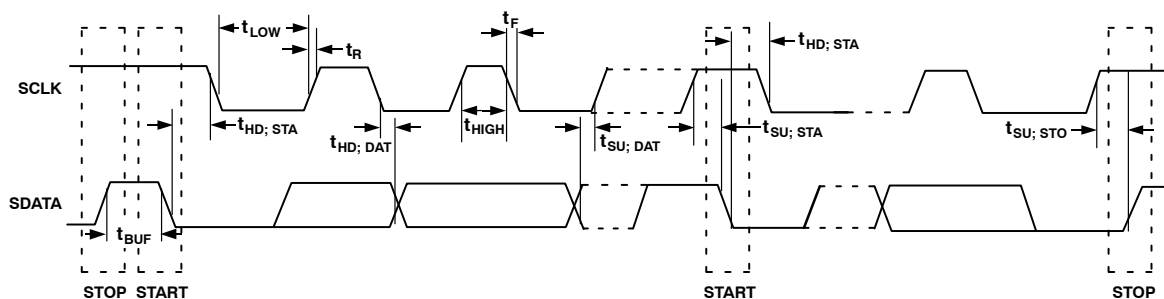 tLOW
tR
tF
tHD; STA
SCLK
tHD; STA
tHD; DAT
tHIGH
tSU; DAT
tSU; STA
tSU; STO
SDATA
tBUF
STOP START START STOP